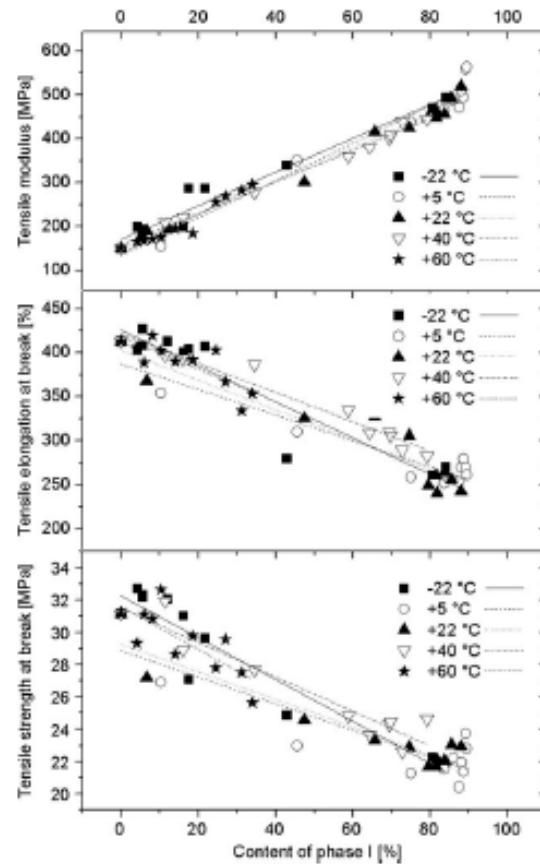 0 20 40 60 80 100
600
500
400
300
200
100
Tensile modulus [MPa]
-22 °C
+5 °C
+22 °C
+40 °C
+60 °C
450
400
350
300
250
200
Tensile elongation at break [%]
-22 °C
+5 °C
+22 °C
+40 °C
+60 °C
34
32
30
28
26
24
22
20
Tensile strength at break [MPa]
-22 °C
+5 °C
+22 °C
+40 °C
+60 °C
0 20 40 60 80 100
Content of phase I [%]